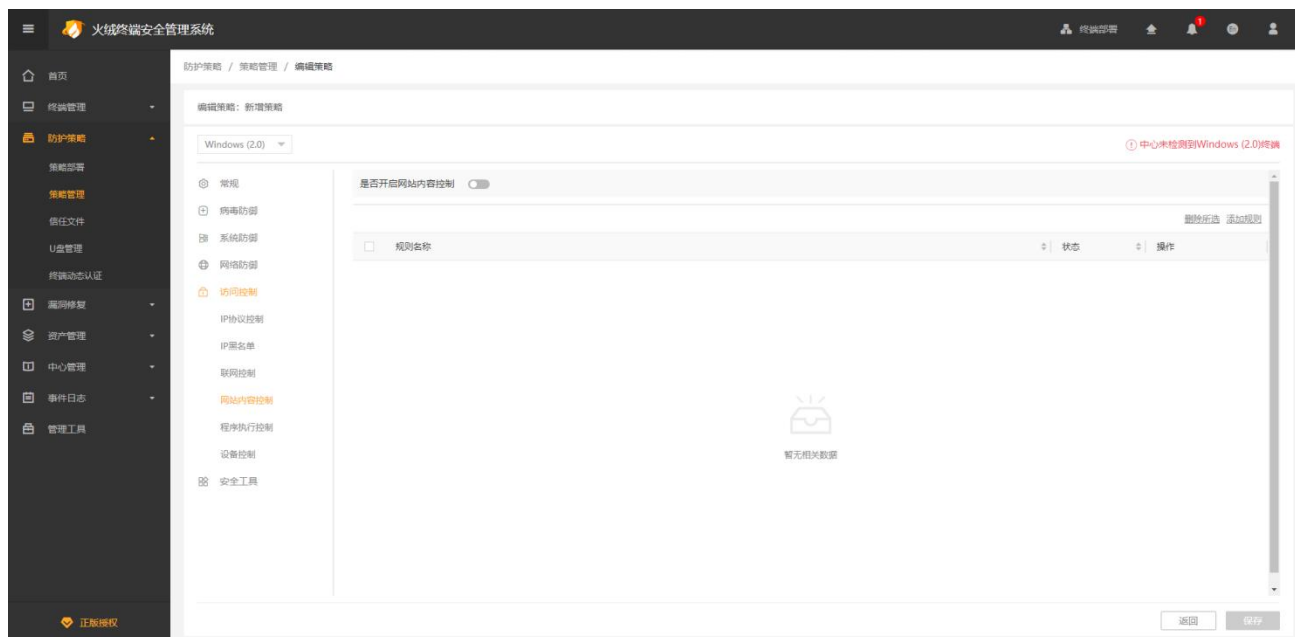 火绒终端安全管理系统
终端部署
1
首页
终端管理
防护策略
策略部署
策略管理
信任文件
U盘管理
终端动态认证
漏洞修复
资产管理
中心管理
事件日志
管理工具
正版授权
防护策略 / 策略管理 / 编辑策略
编辑策略：新增策略
Windows (2.0)
中心未检测到Windows (2.0)终端
常规
病毒防御
系统防御
网络防御
访问控制
IP协议控制
IP黑名单
联网控制
网站内容控制
程序执行控制
设备控制
安全工具
是否开启网站内容控制
删除所选 添加规则
规则名称 状态 操作
暂无相关数据
返回 保存